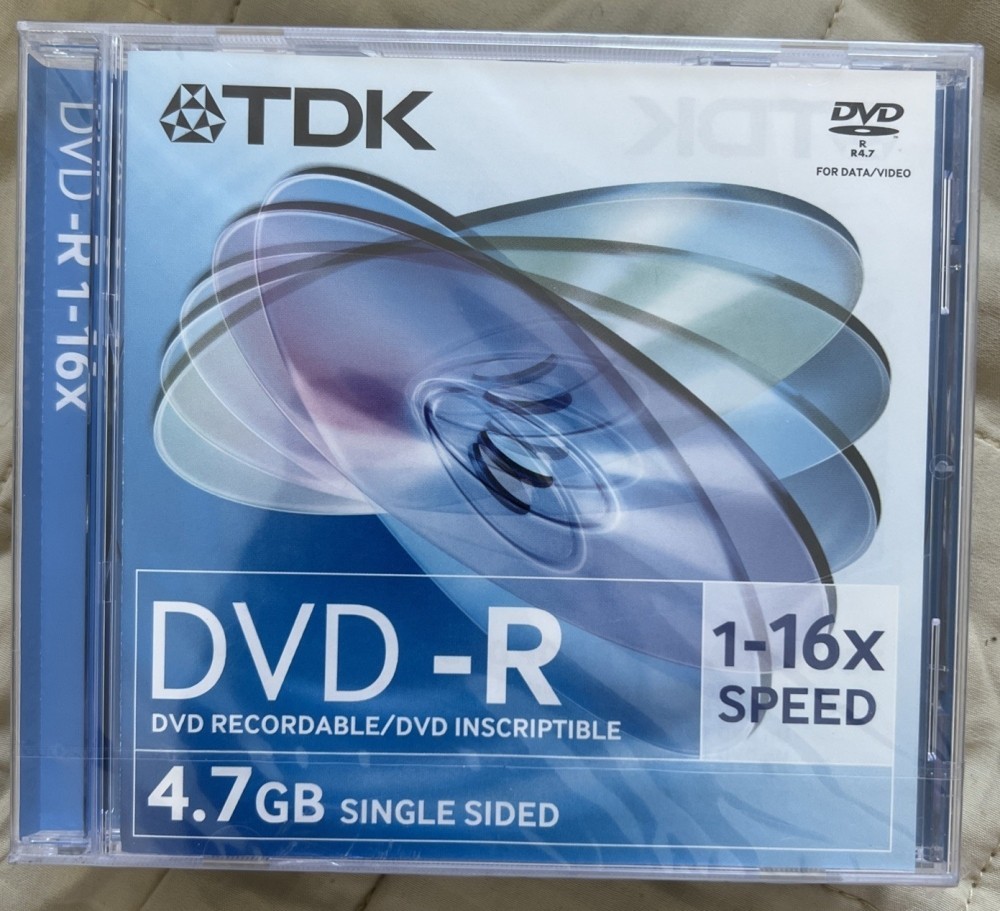 DVD-R 1-16x
TDK
TDK
DVD
R
R4.7
FOR DATA/VIDEO
DVD -R
DVD RECORDABLE/DVD INSCRIPTIBLE
1-16x
SPEED
4.7GB SINGLE SIDED